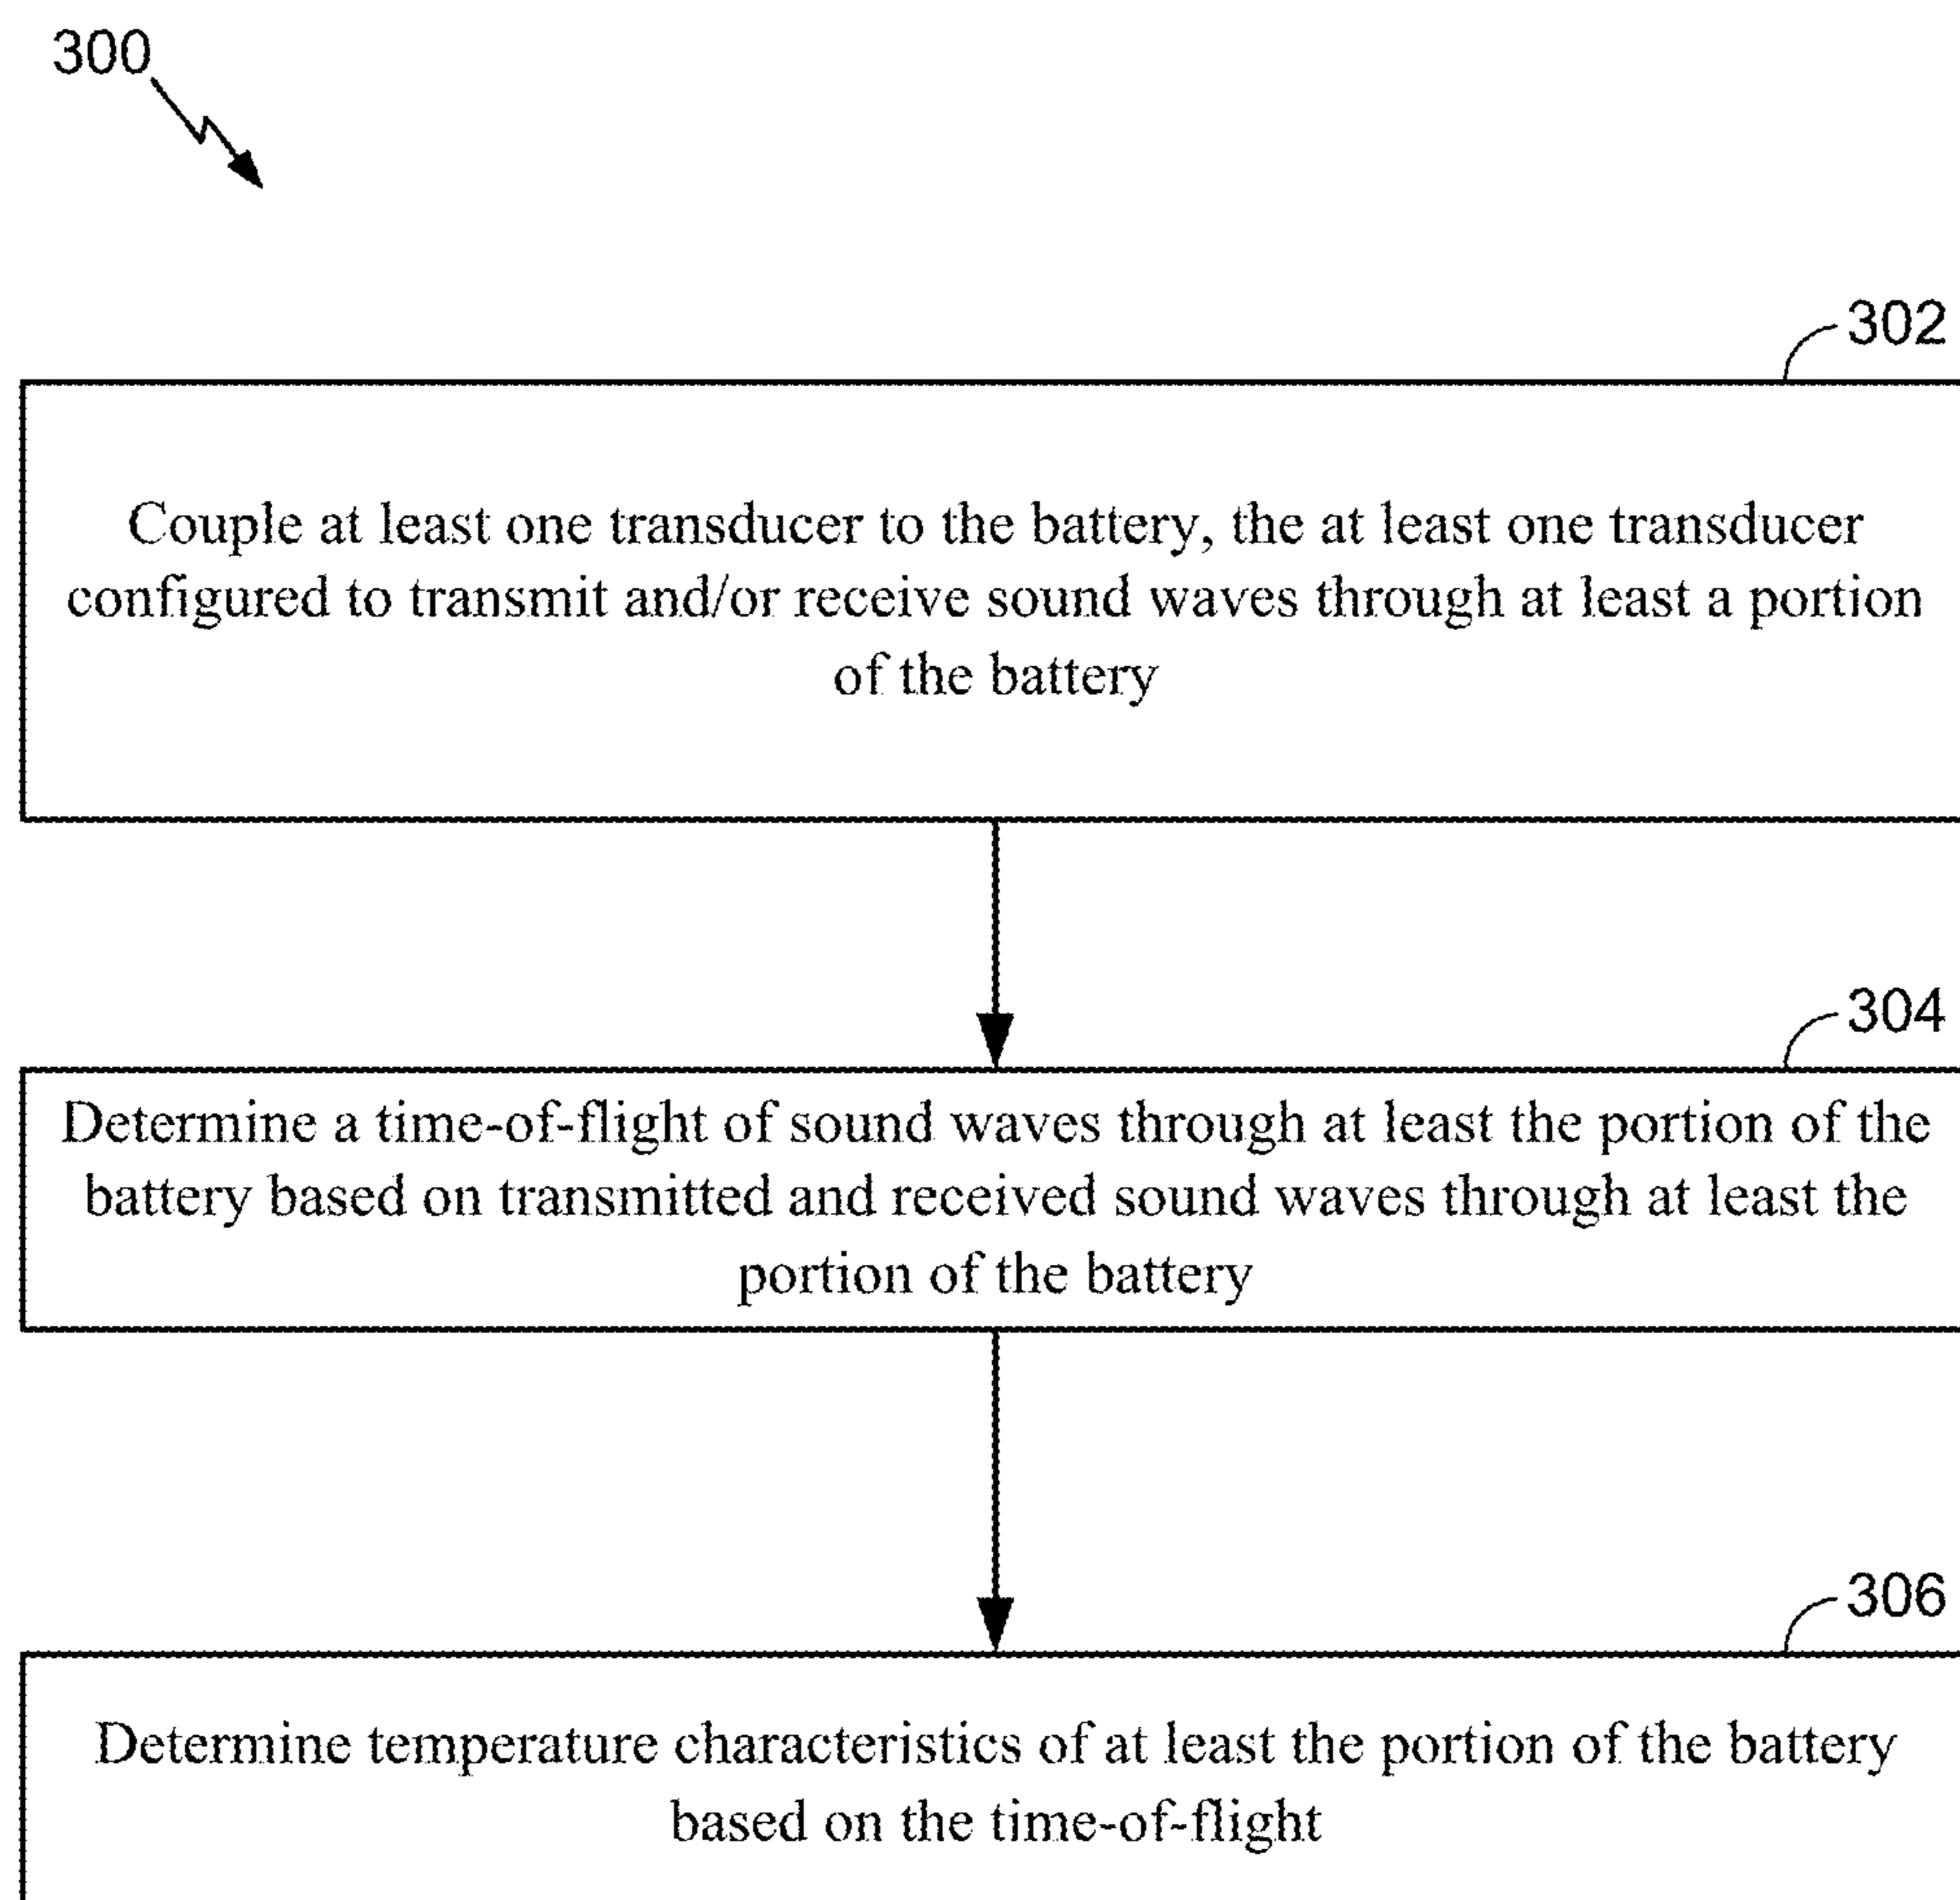 300
302
Couple at least one transducer to the battery, the at least one transducer
configured to transmit and/or receive sound waves through at least a portion
of the battery
304
Determine a time-of-flight of sound waves through at least the portion of the
battery based on transmitted and received sound waves through at least the
portion of the battery
306
Determine temperature characteristics of at least the portion of the battery
based on the time-of-flight